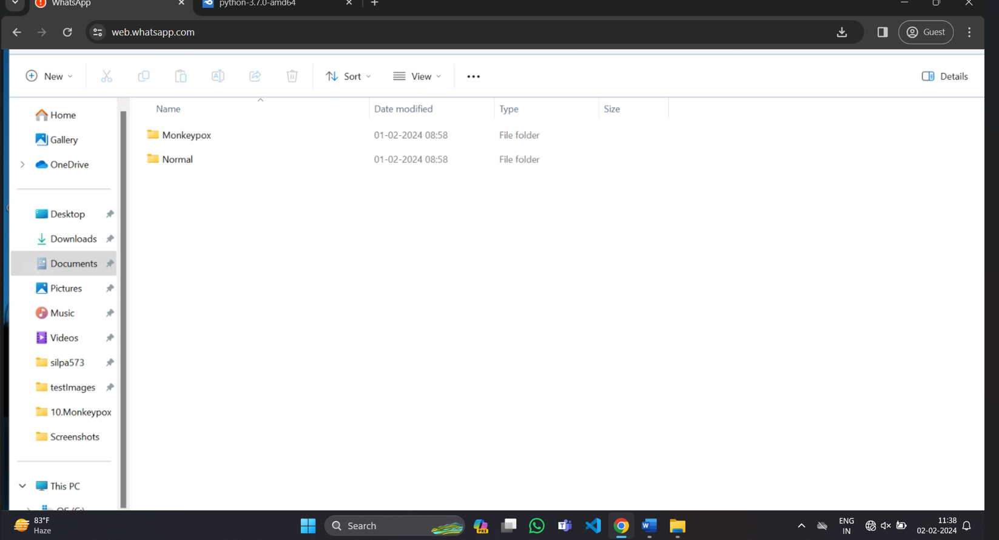 WhatsApp
python-3.7.0-amd64
web.whatsapp.com
Guest
New
Sort
View
Details
Name Date modified Type Size
Monkeypox 01-02-2024 08:58 File folder
Normal 01-02-2024 08:58 File folder
Home
Gallery
OneDrive
Desktop
Downloads
Documents
Pictures
Music
Videos
silpa573
testImages
10.Monkeypox
Screenshots
This PC
83°F
Haze
Search
PRE
ENG
IN
11:38
02-02-2024